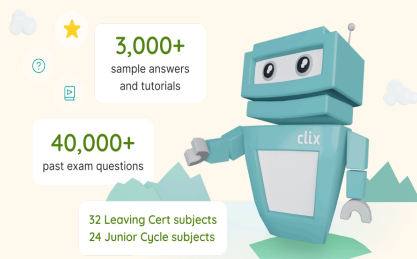 3,000+
sample answers
and tutorials
40,000+
past exam questions
clix
32 Leaving Cert subjects
24 Junior Cycle subjects
?